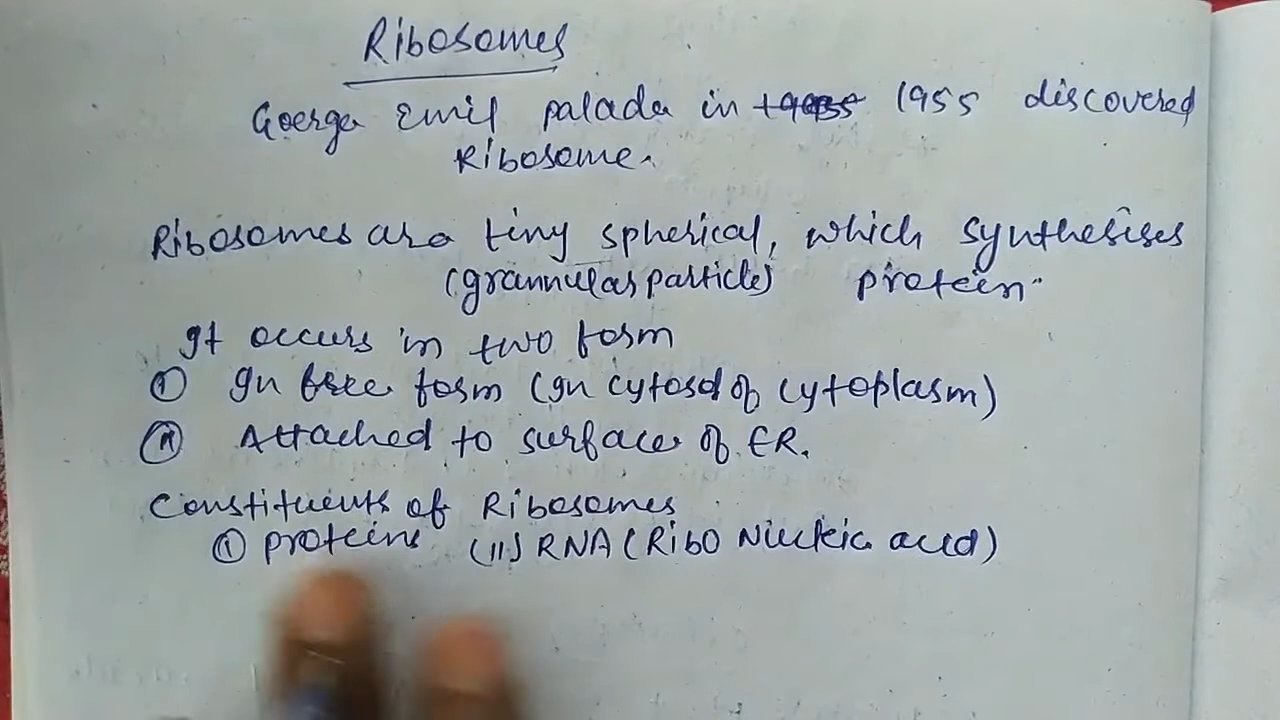 Ribosomes
Goerge Emil palade in 1955 discovered
Ribosome.
Ribosomes are tiny spherical, which synthesises
(grannular particle) protein.
It occurs in two form
(i) In free form (In cytosol of cytoplasm)
(ii) Attached to surface of ER.
Constituents of Ribosomes
(i) proteins (ii) RNA (Ribo Nucleic acid)